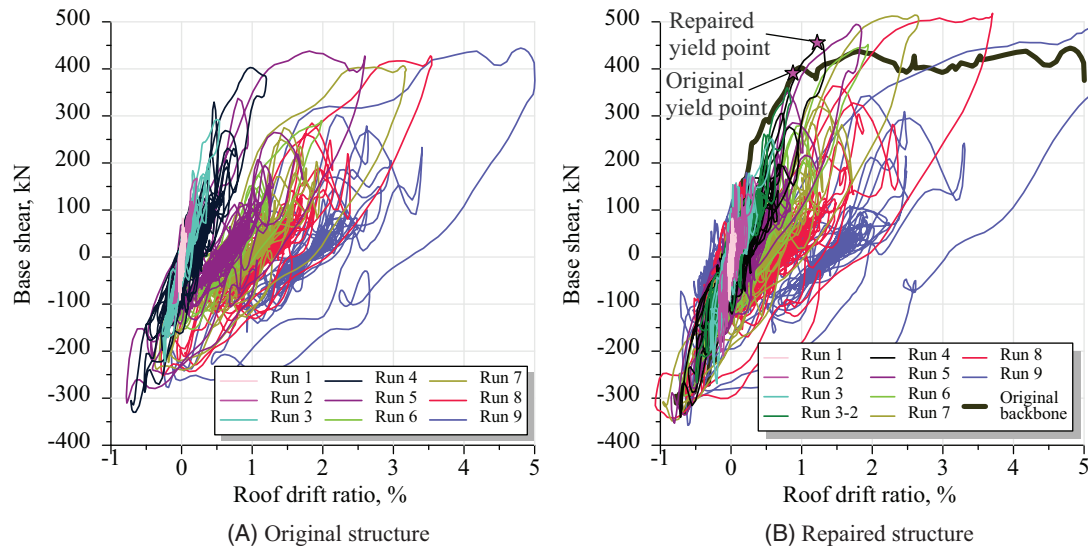 500
400
300
200
100
0
-100
-200
-300
-400
-1
0
1
2
3
4
5
Base shear, kN
Roof drift ratio, %
Run 1
Run 4
Run 7
Run 2
Run 5
Run 8
Run 3
Run 6
Run 9
(A) Original structure
500
400
300
200
100
0
-100
-200
-300
-400
-1
0
1
2
3
4
5
Base shear, kN
Roof drift ratio, %
Repaired
yield point
Original
yield point
Run 1
Run 4
Run 8
Run 2
Run 5
Run 9
Run 3
Run 6
Original
backbone
Run 3-2
Run 7
(B) Repaired structure